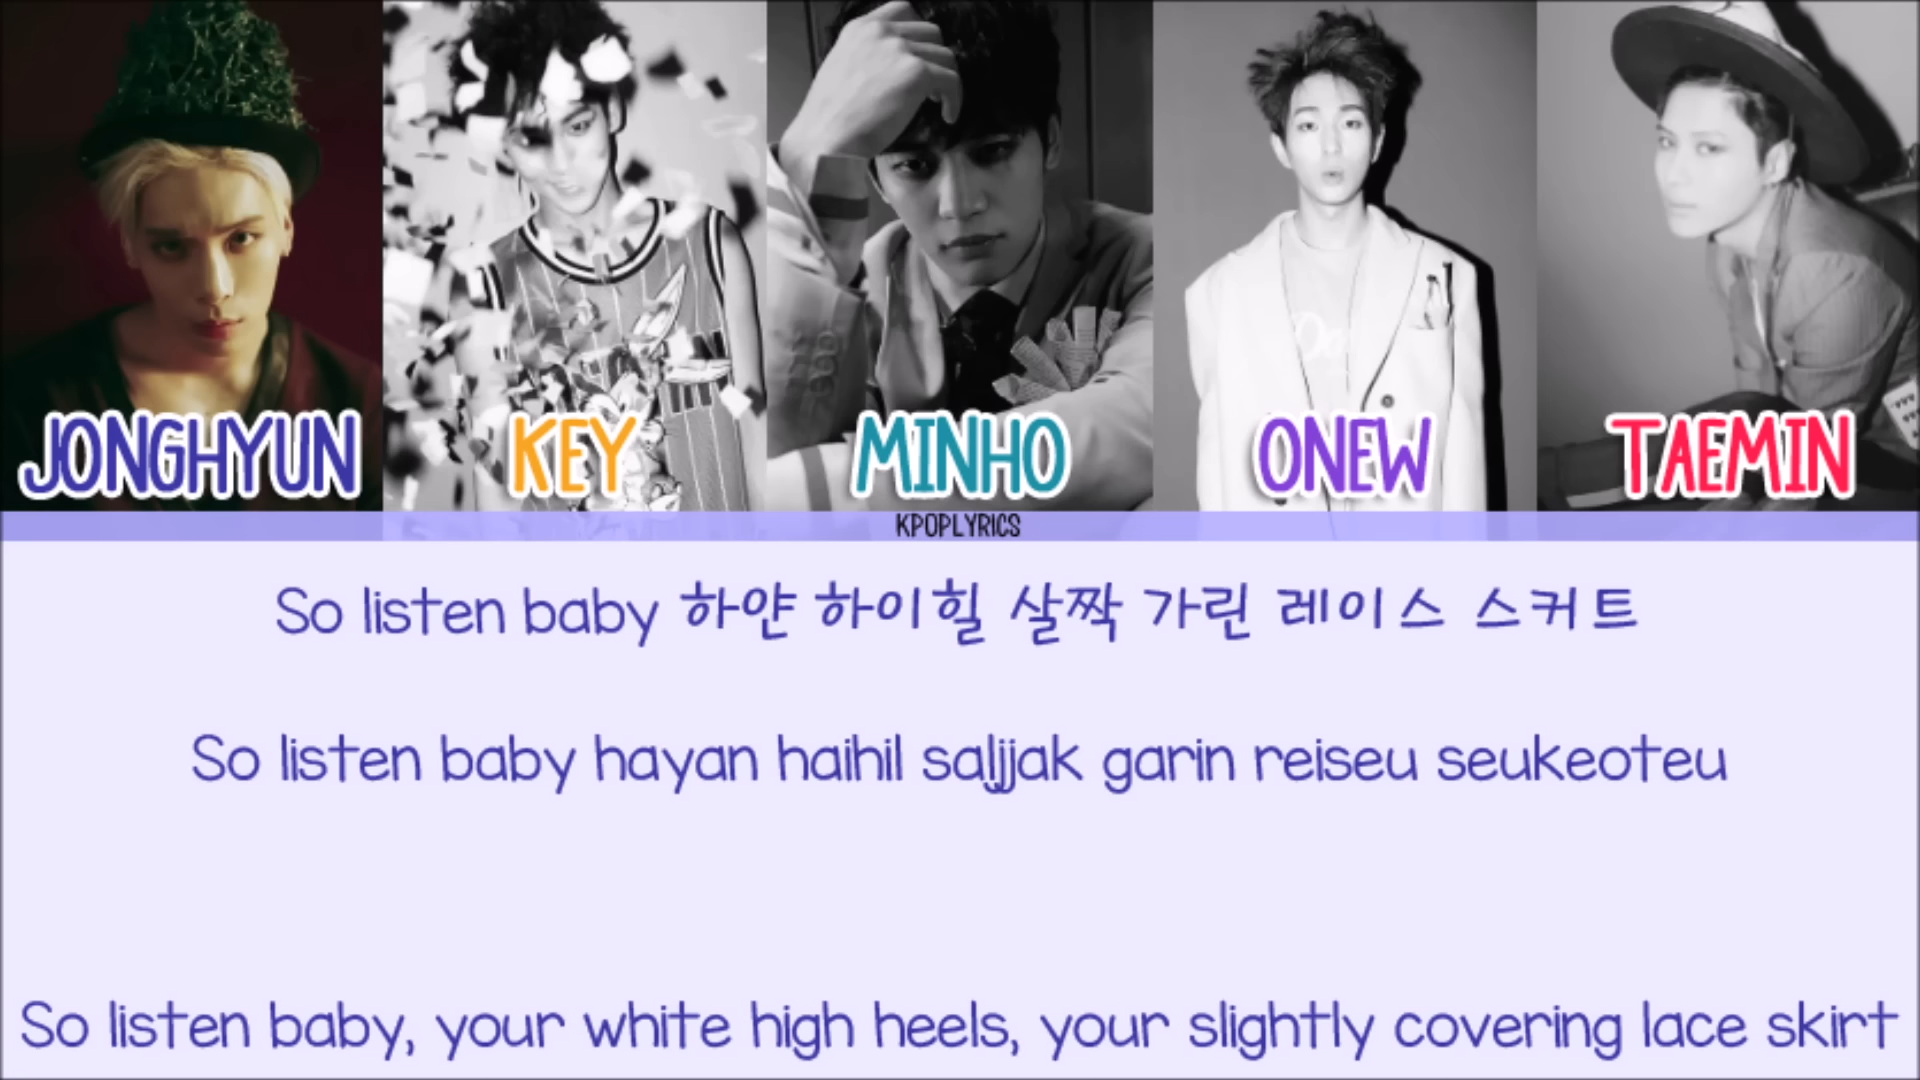 JONGHYUN KEY MINHO ONEW TAEMIN
KPOPLYRICS
So listen baby 하얀 하이힐 살짝 가린 레이스 스커트
So listen baby hayan haihil saljjak garin reiseu seukeoteu
So listen baby, your white high heels, your slightly covering lace skirt